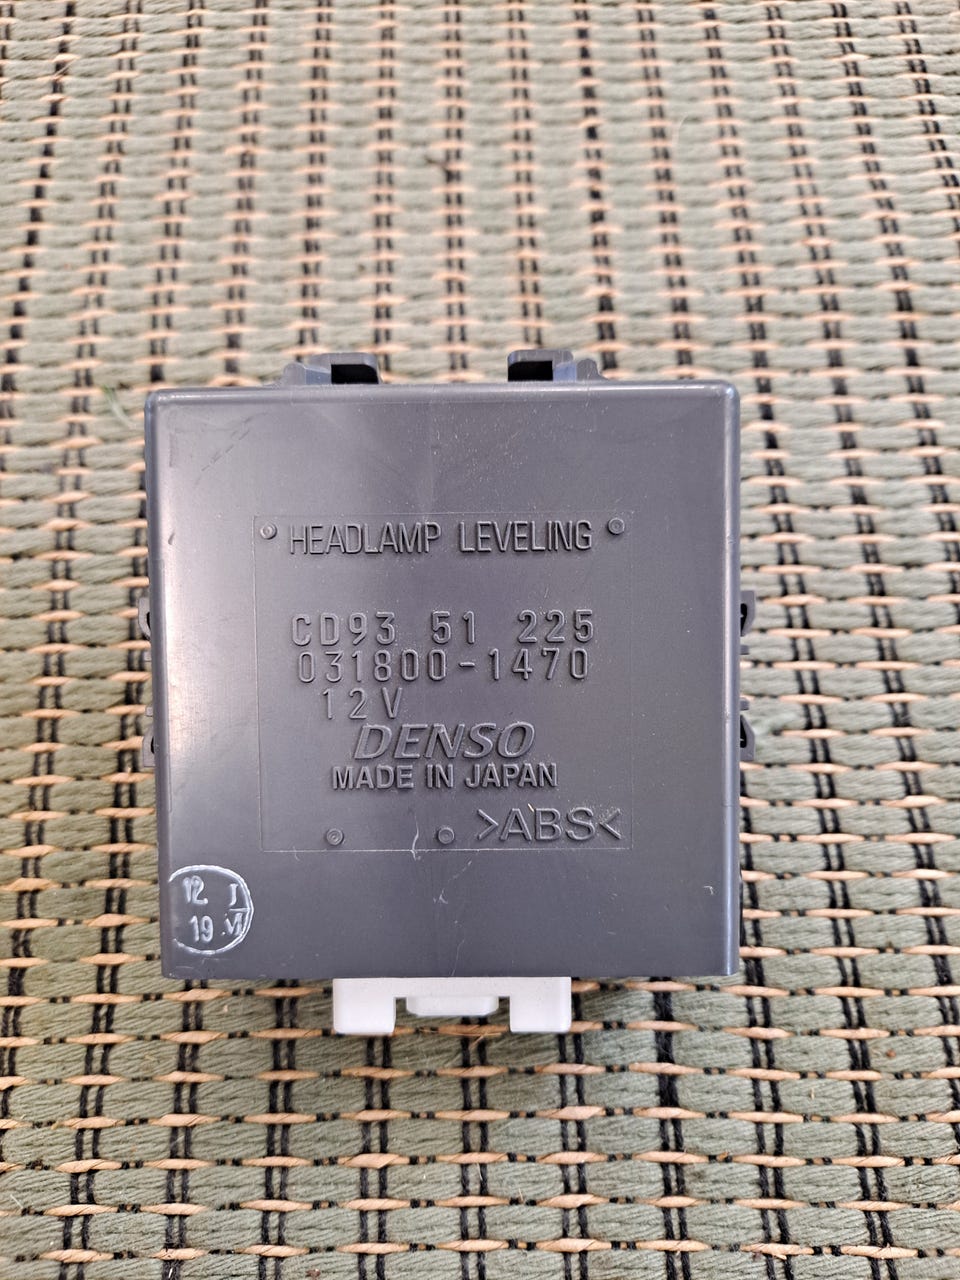 HEADLAMP LEVELING
CD93 51 225
031800-1470
12V
DENSO
MADE IN JAPAN
>ABS<
12 I
19